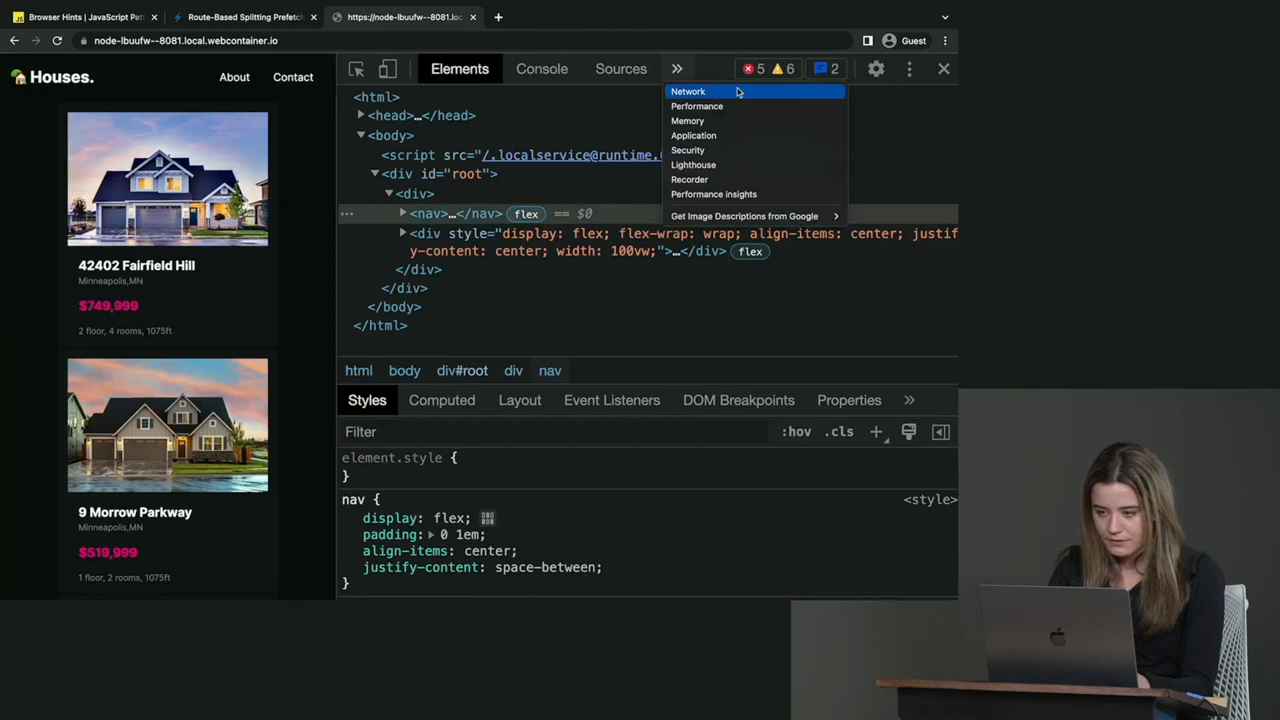 Browser Hints | JavaScript Pat
Route-Based Splitting Prefetch
https://node-lbuufw--8081.loc
node-lbuufw--8081.local.webcontainer.io
Guest
Houses.
About
Contact
42402 Fairfield Hill
Minneapolis,MN
$749,999
2 floor, 4 rooms, 1075ft
9 Morrow Parkway
Minneapolis,MN
$519,999
1 floor, 2 rooms, 1075ft
Elements
Console
Sources
5
6
2
Network
Performance
Memory
Application
Security
Lighthouse
Recorder
Performance insights
Get Image Descriptions from Google
<html>
<head>…</head>
<body>
<script src="/.localservice@runtime.
<div id="root">
<div>
<nav>…</nav> flex == $0
<div style="display: flex; flex-wrap: wrap; align-items: center; justif
y-content: center; width: 100vw;">…</div> flex
</div>
</div>
</body>
</html>
html body div#root div nav
Styles Computed Layout Event Listeners DOM Breakpoints Properties
Filter
:hov .cls
element.style {
}
nav {
<style>
display: flex;
padding: 0 1em;
align-items: center;
justify-content: space-between;
}